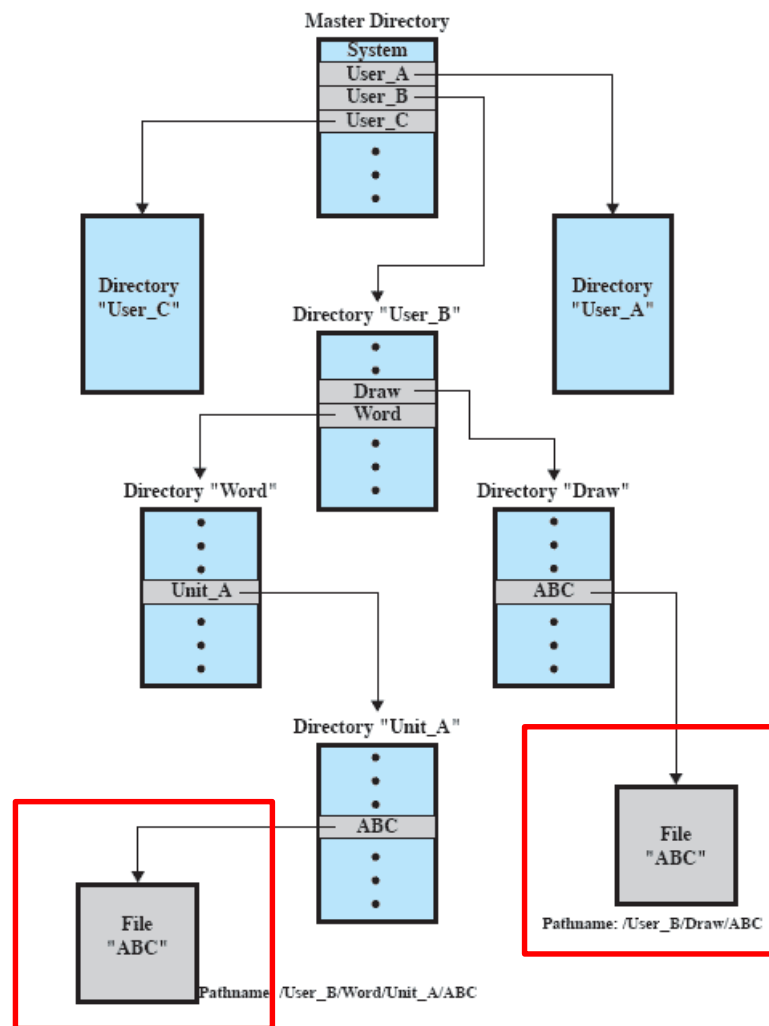 Master Directory
System
User_A
User_B
User_C
Directory
"User_C"
Directory
"User_A"
Directory "User_B"
Draw
Word
Directory "Word"
Directory "Draw"
Unit_A
ABC
Directory "Unit_A"
ABC
File
"ABC"
Pathname: /User_B/Draw/ABC
File
"ABC"
Pathname: /User_B/Word/Unit_A/ABC